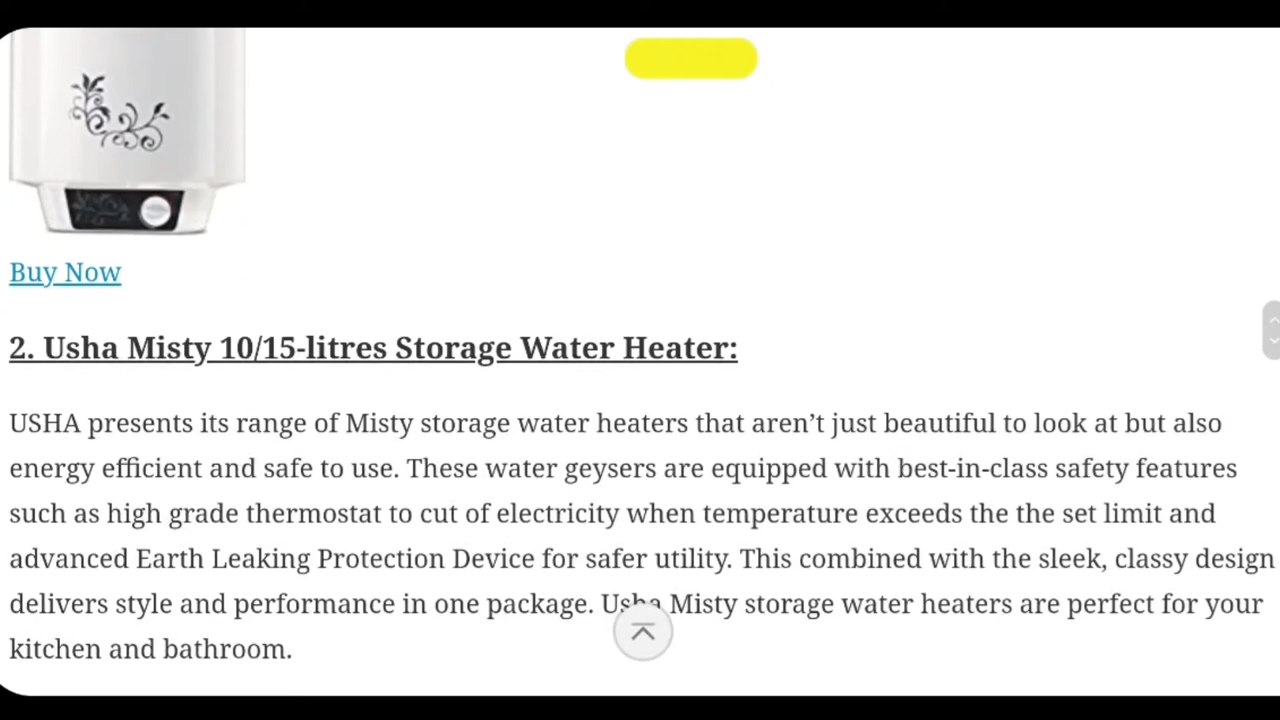 Buy Now
2. Usha Misty 10/15-litres Storage Water Heater:
USHA presents its range of Misty storage water heaters that aren’t just beautiful to look at but also
energy efficient and safe to use. These water geysers are equipped with best-in-class safety features
such as high grade thermostat to cut of electricity when temperature exceeds the the set limit and
advanced Earth Leaking Protection Device for safer utility. This combined with the sleek, classy design
delivers style and performance in one package. Usha Misty storage water heaters are perfect for your
kitchen and bathroom.